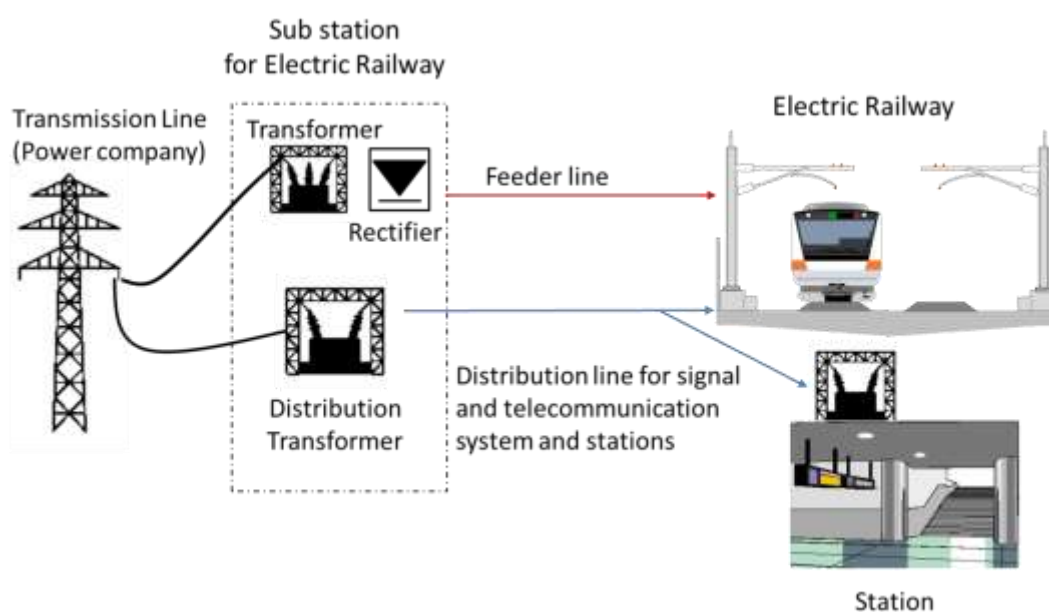 Sub station
for Electric Railway
Transmission Line
(Power company)
Transformer
Rectifier
Feeder line
Electric Railway
Distribution
Transformer
Distribution line for signal
and telecommunication
system and stations
Station